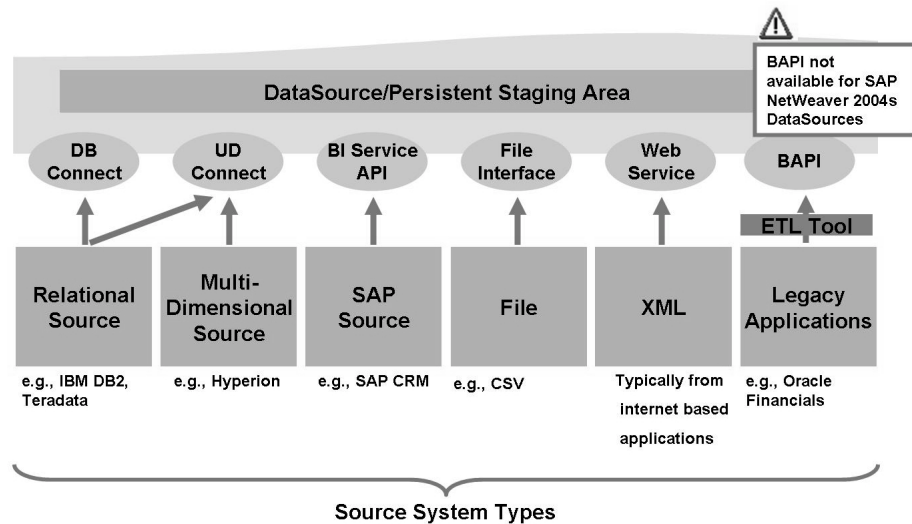 BAPI not
available for SAP
NetWeaver 2004s
DataSources
DataSource/Persistent Staging Area
DB
Connect
UD
Connect
BI Service
API
File
Interface
Web
Service
BAPI
ETL Tool
Relational
Source
Multi-
Dimensional
Source
SAP
Source
File
XML
Legacy
Applications
e.g., IBM DB2,
Teradata
e.g., Hyperion
e.g., SAP CRM
e.g., CSV
Typically from
internet based
applications
e.g., Oracle
Financials
Source System Types